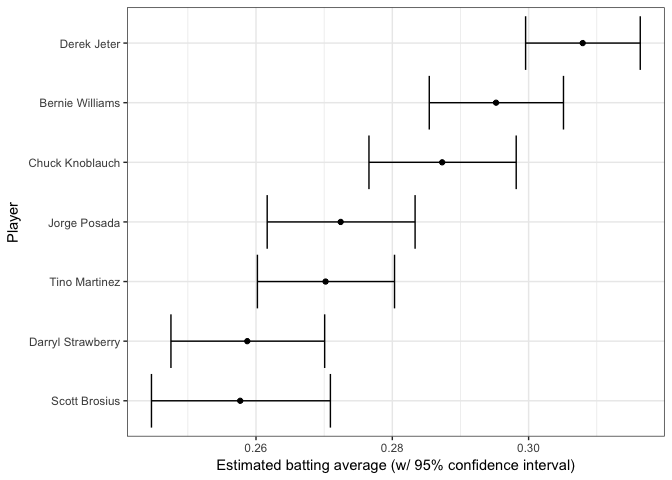 Derek Jeter
Bernie Williams
Chuck Knoblauch
Jorge Posada
Tino Martinez
Darryl Strawberry
Scott Brosius
Player
0.26 0.28 0.30
Estimated batting average (w/ 95% confidence interval)